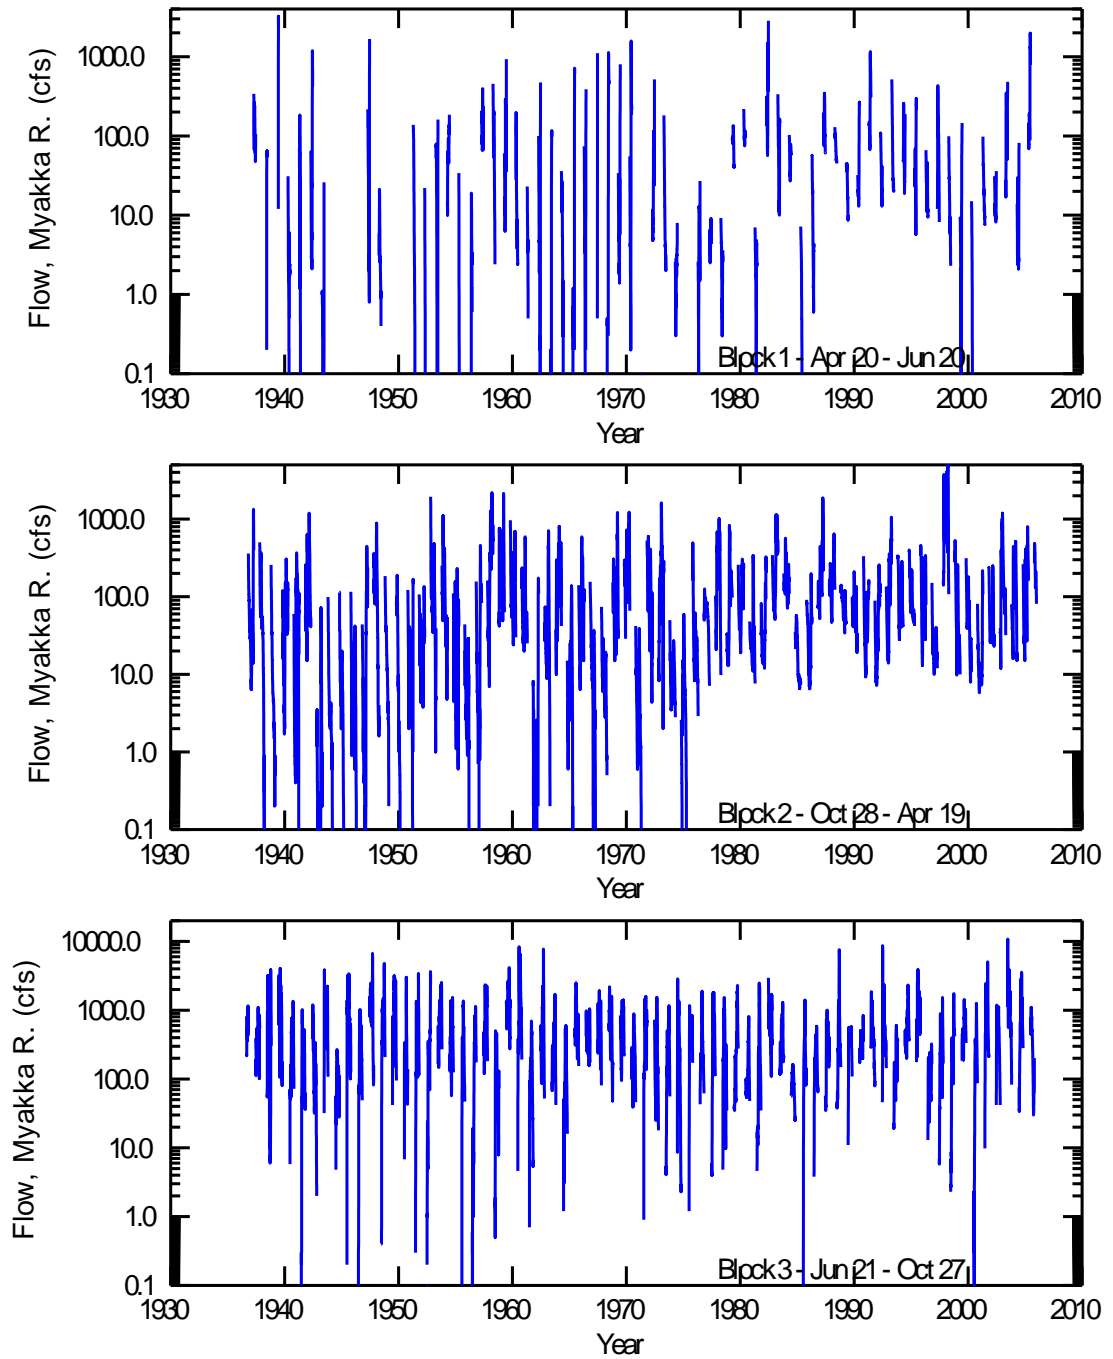 Flow, Myakka R. (cfs)
1000.0
100.0
10.0
1.0
0.1
Block 1 - Apr 20 - Jun 20
1930 1940 1950 1960 1970 1980 1990 2000 2010
Year
Flow, Myakka R. (cfs)
1000.0
100.0
10.0
1.0
0.1
Block 2 - Oct 28 - Apr 19
1930 1940 1950 1960 1970 1980 1990 2000 2010
Year
Flow, Myakka R. (cfs)
10000.0
1000.0
100.0
10.0
1.0
0.1
Block 3 - Jun 21 - Oct 27
1930 1940 1950 1960 1970 1980 1990 2000 2010
Year